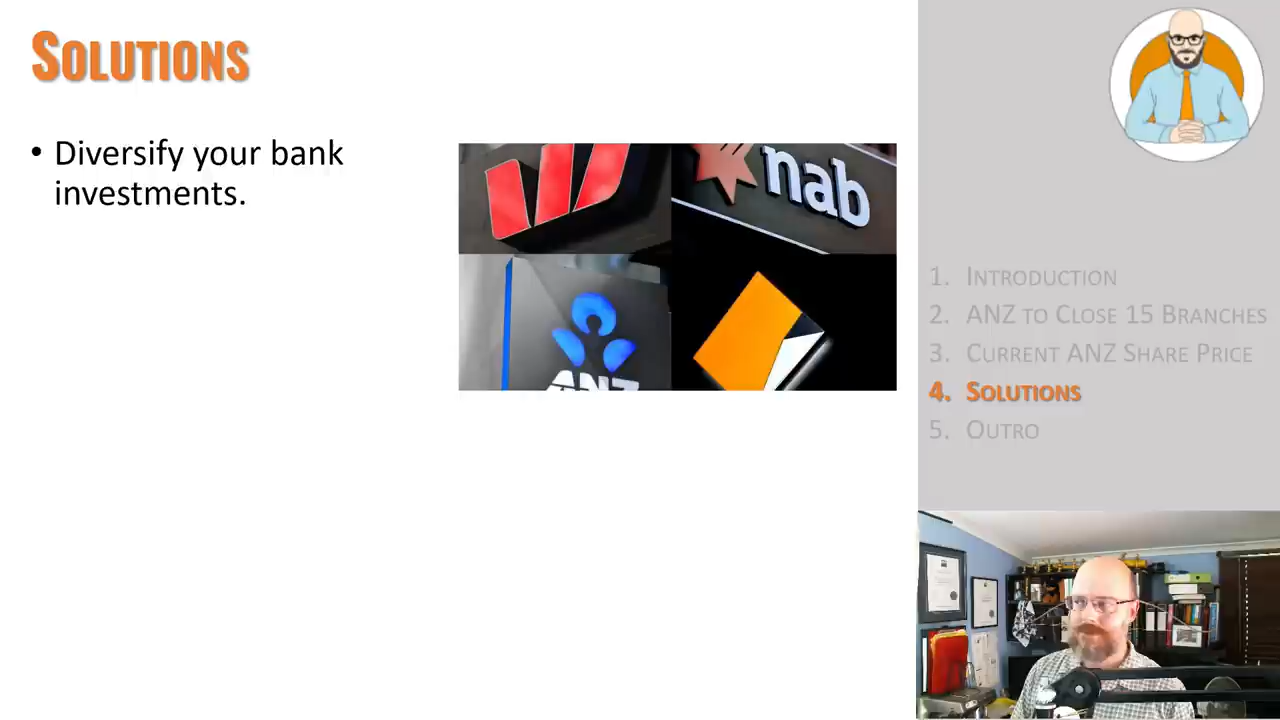 SOLUTIONS
• Diversify your bank
investments.
nab
ANZ
1. INTRODUCTION
2. ANZ TO CLOSE 15 BRANCHES
3. CURRENT ANZ SHARE PRICE
4. SOLUTIONS
5. OUTRO